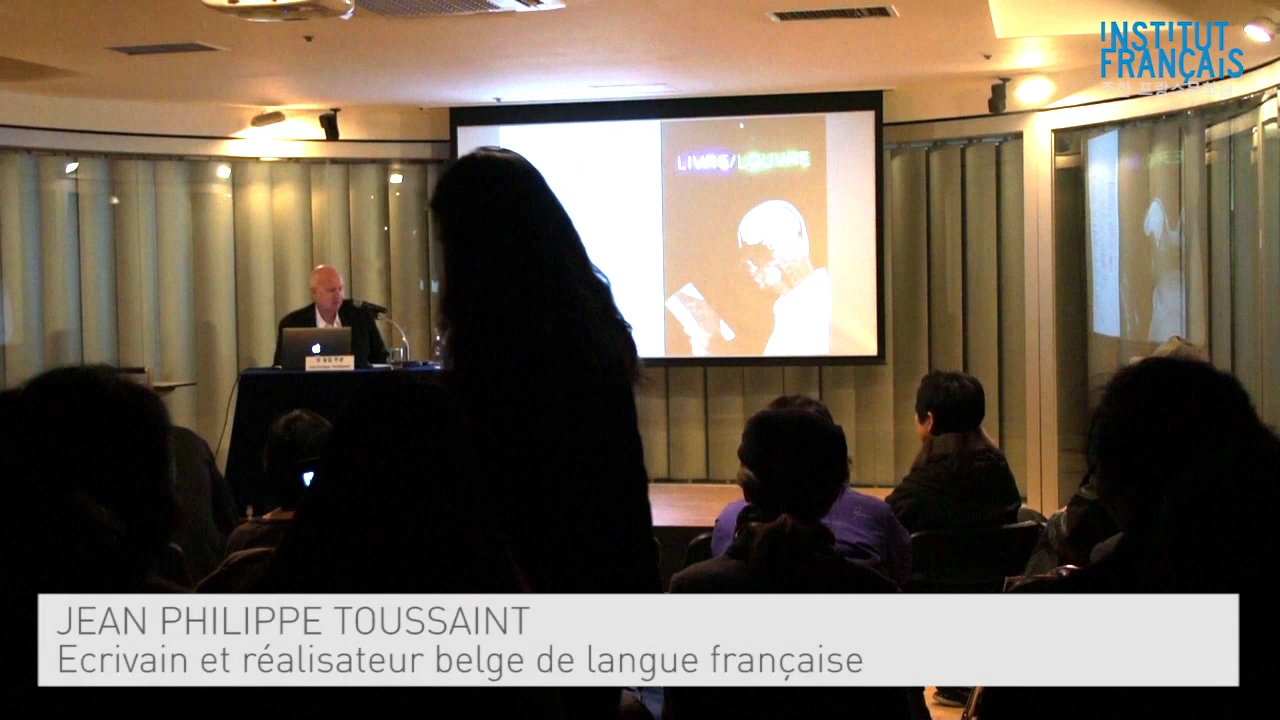 INSTITUT
FRANÇAIS
LIVRE/LOUVRE
JEAN PHILIPPE TOUSSAINT
Ecrivain et réalisateur belge de langue française